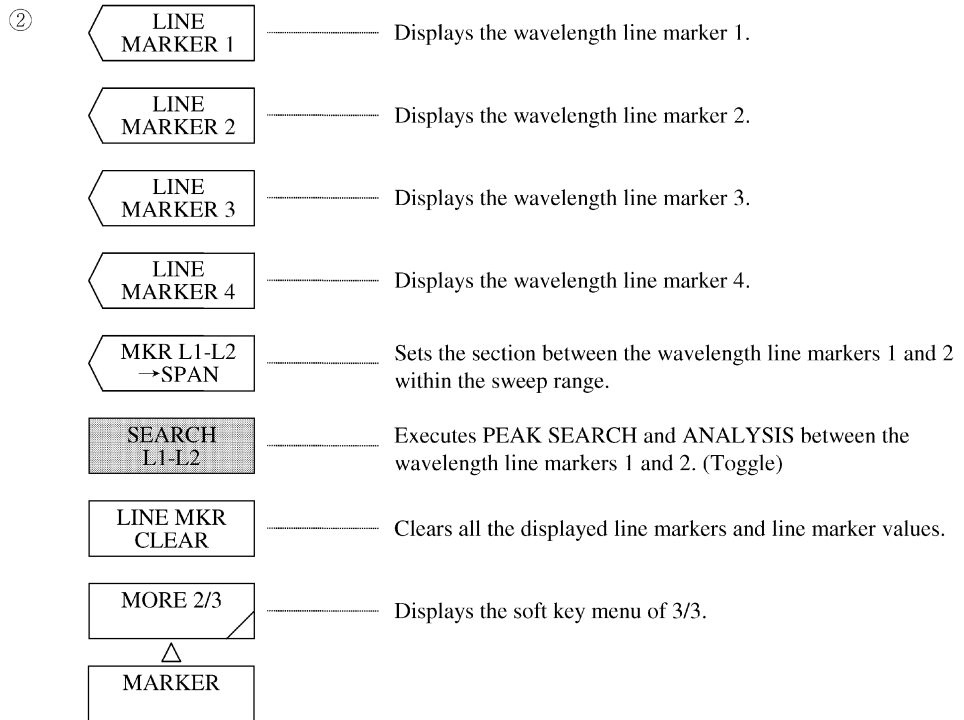 ②
LINE
MARKER 1
Displays the wavelength line marker 1.
LINE
MARKER 2
Displays the wavelength line marker 2.
LINE
MARKER 3
Displays the wavelength line marker 3.
LINE
MARKER 4
Displays the wavelength line marker 4.
MKR L1-L2
→SPAN
Sets the section between the wavelength line markers 1 and 2
within the sweep range.
SEARCH
L1-L2
Executes PEAK SEARCH and ANALYSIS between the
wavelength line markers 1 and 2. (Toggle)
LINE MKR
CLEAR
Clears all the displayed line markers and line marker values.
MORE 2/3
Displays the soft key menu of 3/3.
MARKER